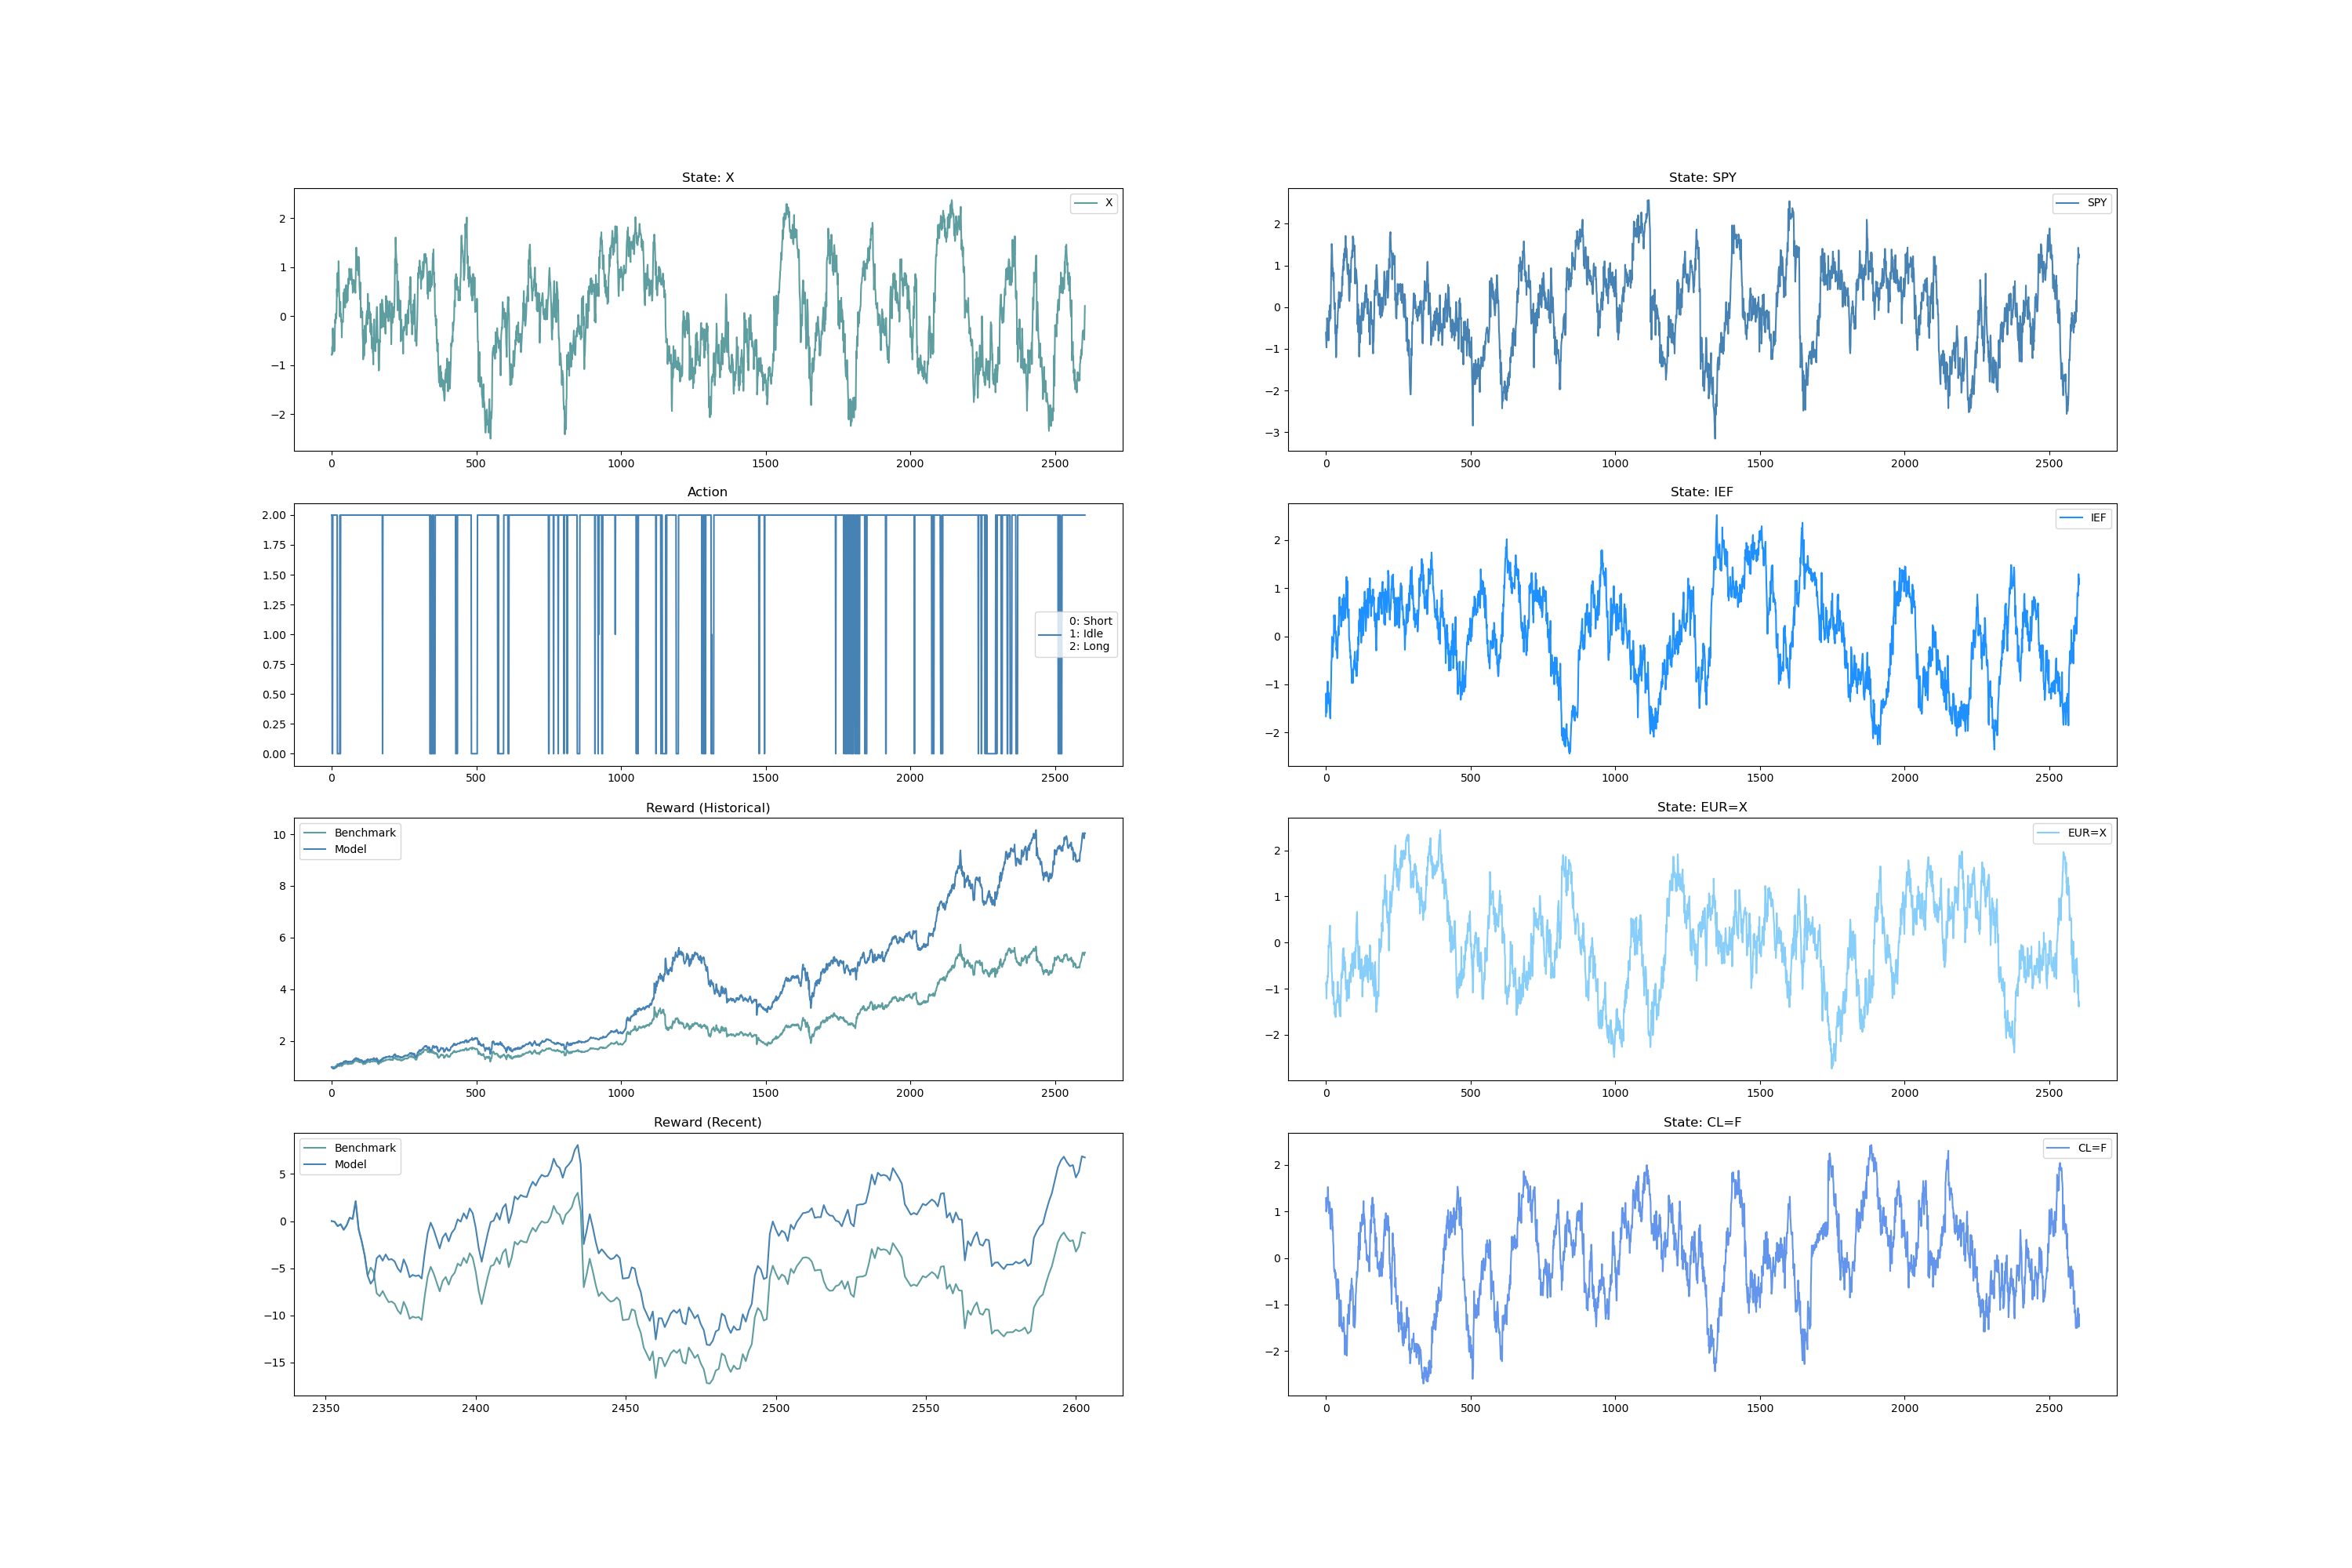 State: X
X
2
1
0
−1
−2
0 500 1000 1500 2000 2500
Action
2.00
1.75
1.50
1.25
1.00
0.75
0.50
0.25
0.00
0: Short
1: Idle
2: Long
0 500 1000 1500 2000 2500
Reward (Historical)
Benchmark
Model
10
8
6
4
2
0 500 1000 1500 2000 2500
Reward (Recent)
Benchmark
Model
5
0
−5
−10
−15
2350 2400 2450 2500 2550 2600
State: SPY
SPY
2
1
0
−1
−2
−3
0 500 1000 1500 2000 2500
State: IEF
IEF
2
1
0
−1
−2
0 500 1000 1500 2000 2500
State: EUR=X
EUR=X
2
1
0
−1
−2
0 500 1000 1500 2000 2500
State: CL=F
CL=F
2
1
0
−1
−2
0 500 1000 1500 2000 2500